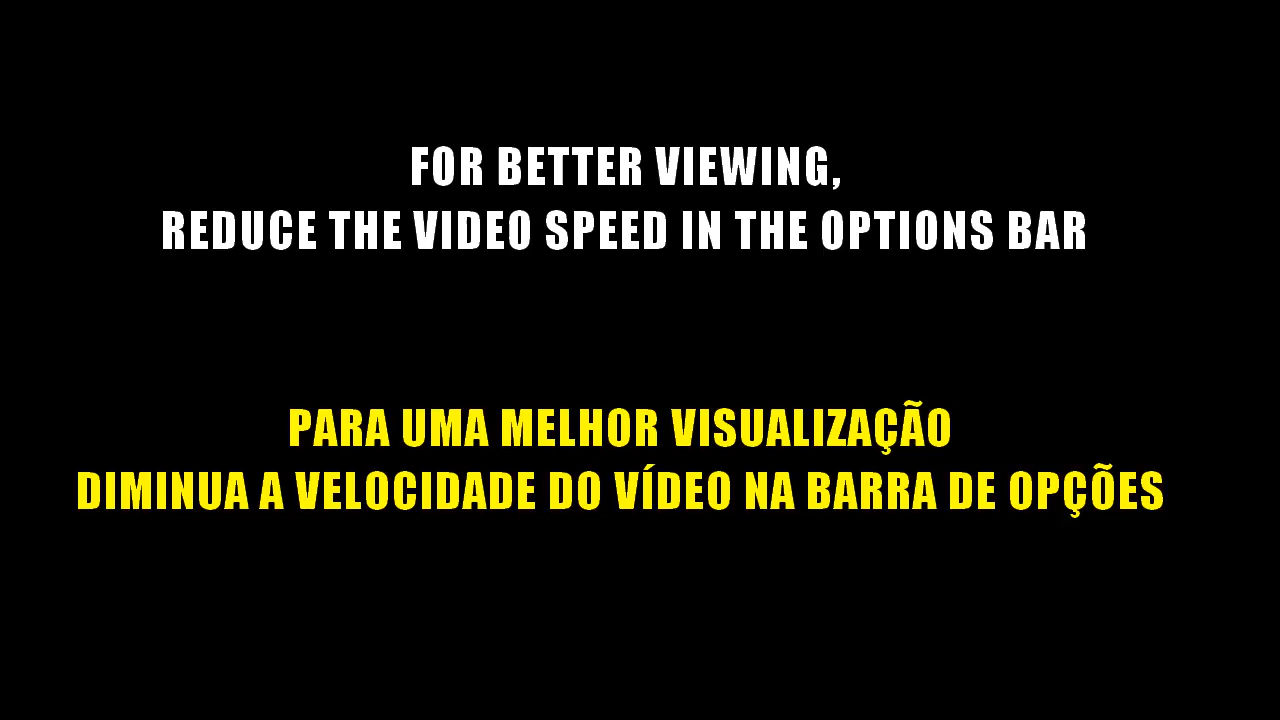 FOR BETTER VIEWING,
REDUCE THE VIDEO SPEED IN THE OPTIONS BAR
PARA UMA MELHOR VISUALIZAÇÃO
DIMINUA A VELOCIDADE DO VÍDEO NA BARRA DE OPÇÕES